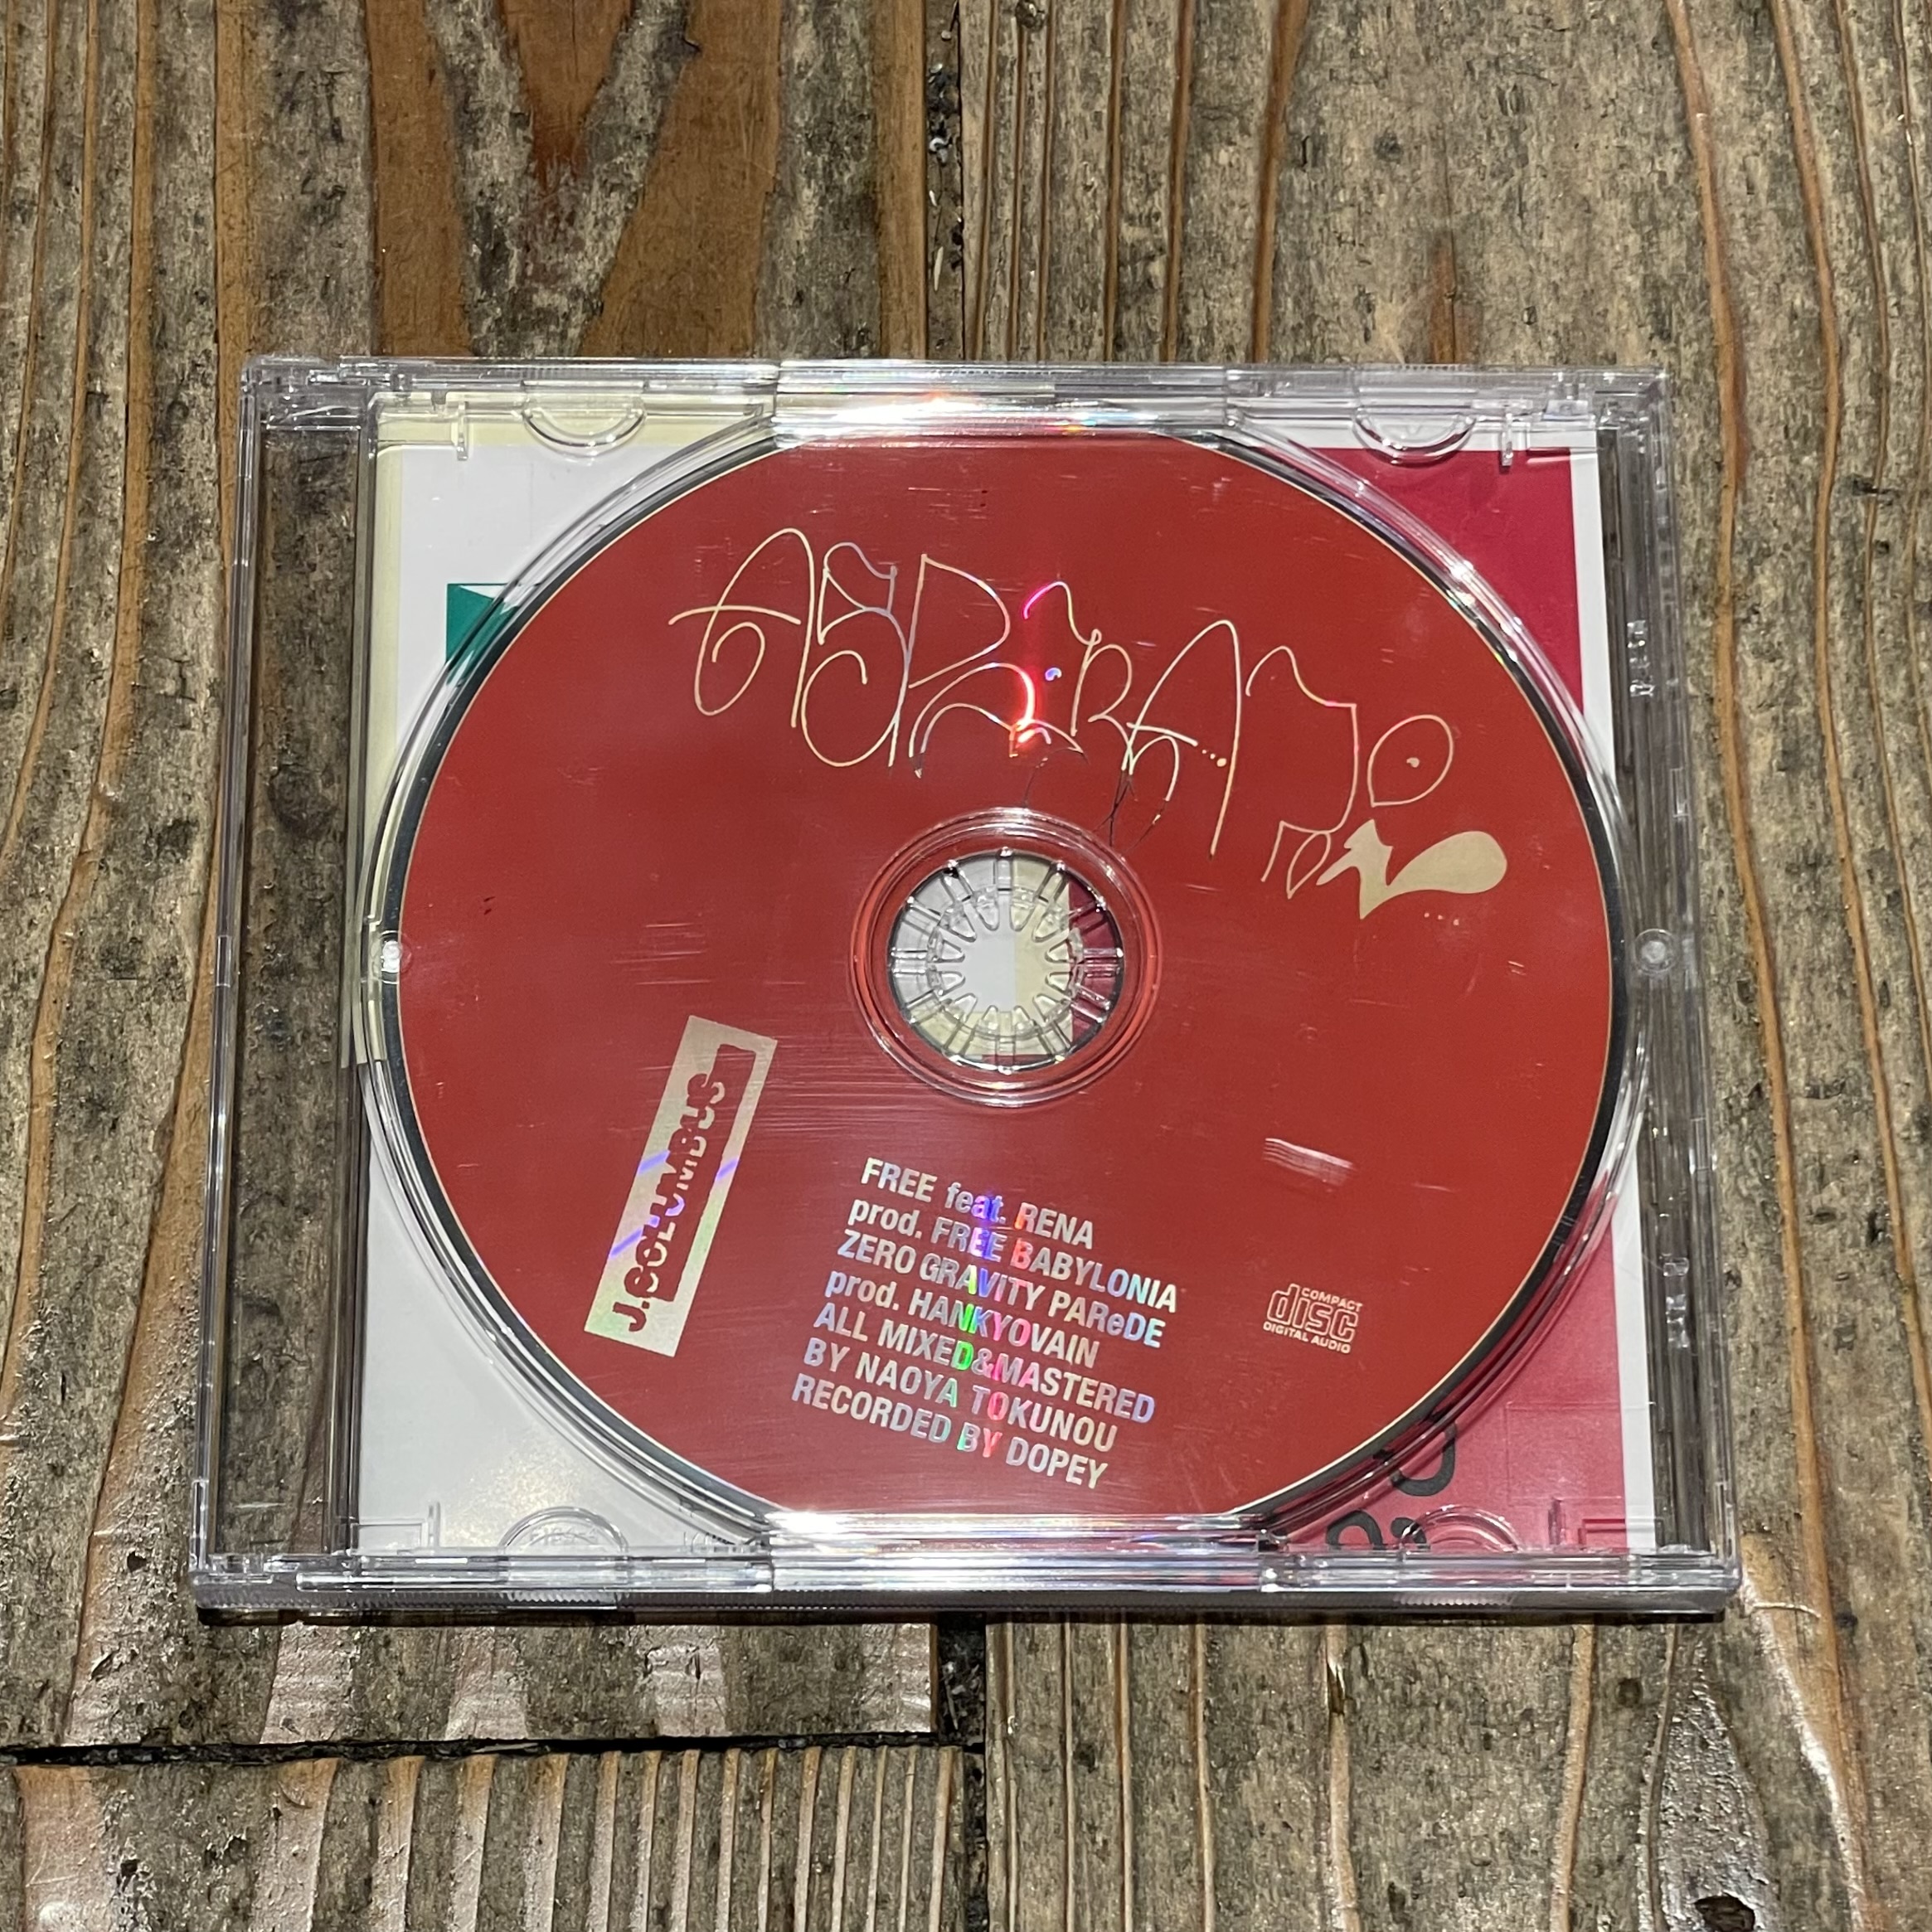 J.COLUMBUS
FREE feat. RENA
prod. FREE BABYLONIA
ZERO GRAVITY PAReDE
prod. HANKYOVAIN
ALL MIXED&MASTERED
BY NAOYA TOKUNOU
RECORDED BY DOPEY
COMPACT
disc
DIGITAL AUDIO